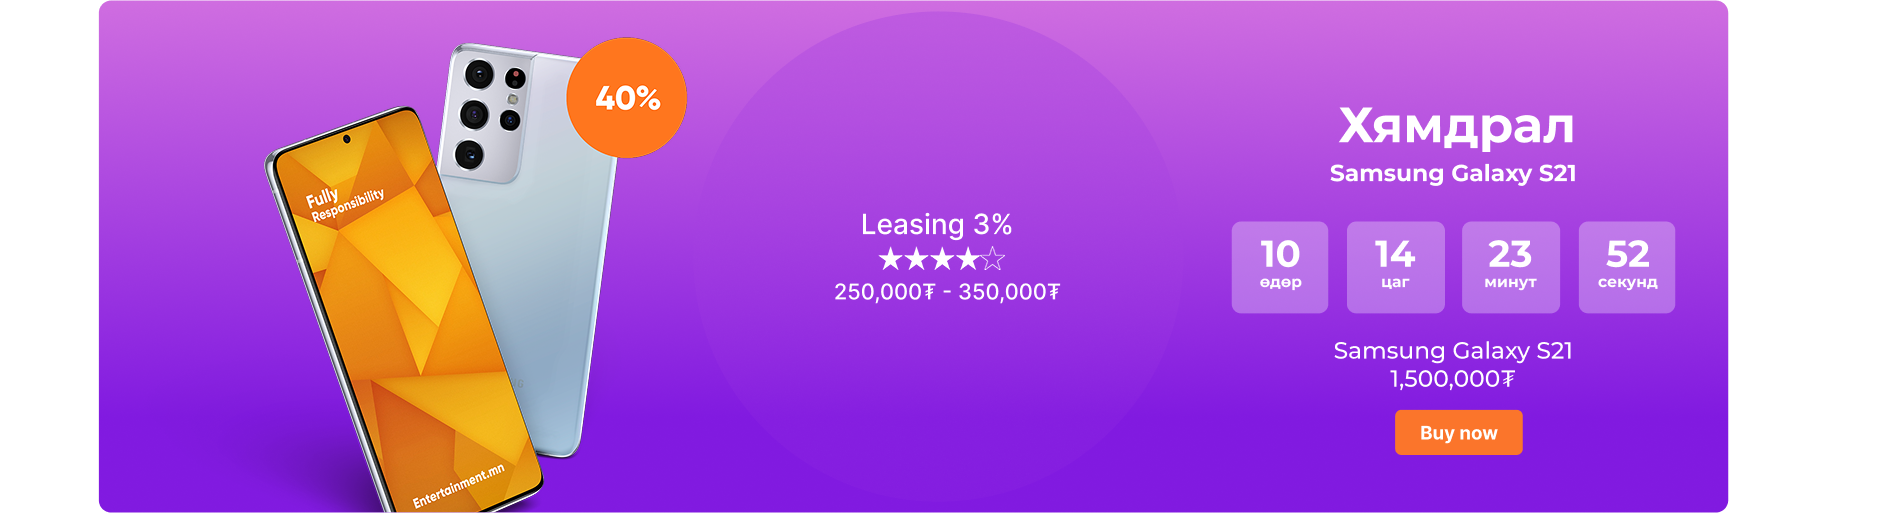 40%
Fully
Responsibility
Entertainment.mn
Leasing 3%
★★★★☆
250,000₮ - 350,000₮
Хямдрал
Samsung Galaxy S21
10 14 23 52
өдөр цаг минут секунд
Samsung Galaxy S21
1,500,000₮
Buy now